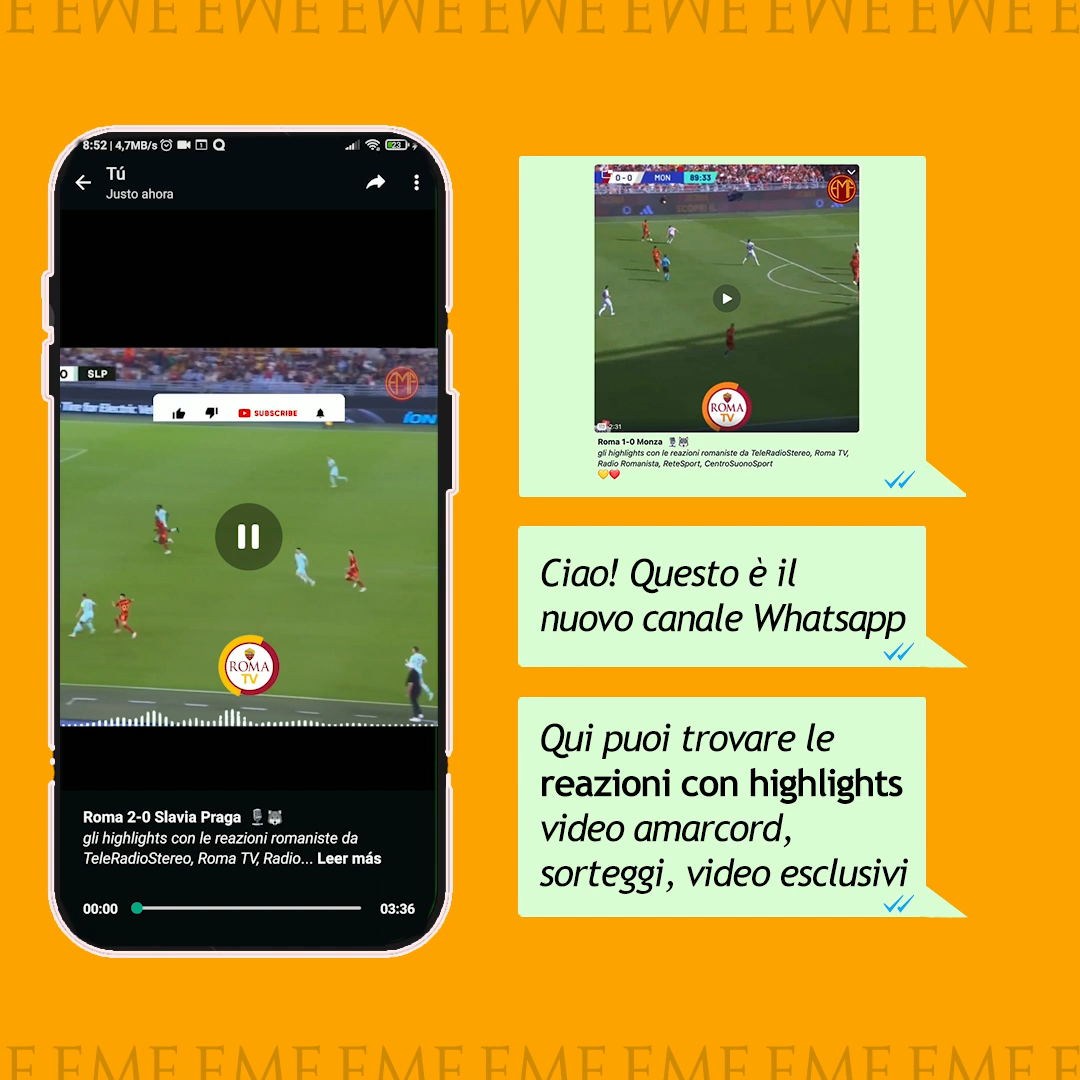 E EME EME EME EME EME EME EME E
8:52 | 4,7MB/s
23
Tú
Justo ahora
O SLP
EME
SUBSCRIBE
ROMA
TV
Roma 2-0 Slavia Praga 🎙️🐺
gli highlights con le reazioni romaniste da
TeleRadioStereo, Roma TV, Radio... Leer más
00:00 03:36
0 - 0 MON 89:33
EME
ROMA
TV
2:31
Roma 1-0 Monza 🎙️🐺
gli highlights con le reazioni romaniste da TeleRadioStereo, Roma TV,
Radio Romanista, ReteSport, CentroSuonoSport
💛❤️
Ciao! Questo è il
nuovo canale Whatsapp
Qui puoi trovare le
reazioni con highlights
video amarcord,
sorteggi, video esclusivi
E EME EME EME EME EME EME EME E